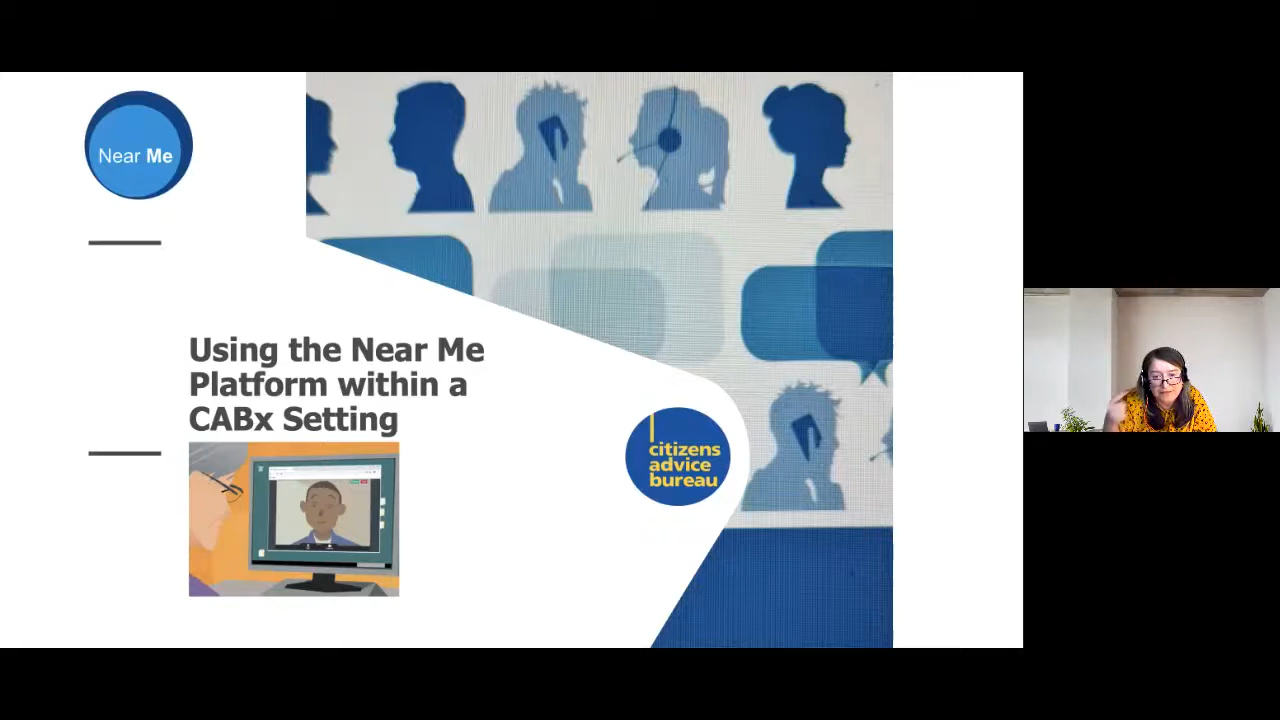 Near Me
Using the Near Me
Platform within a
CABx Setting
citizens
advice
bureau